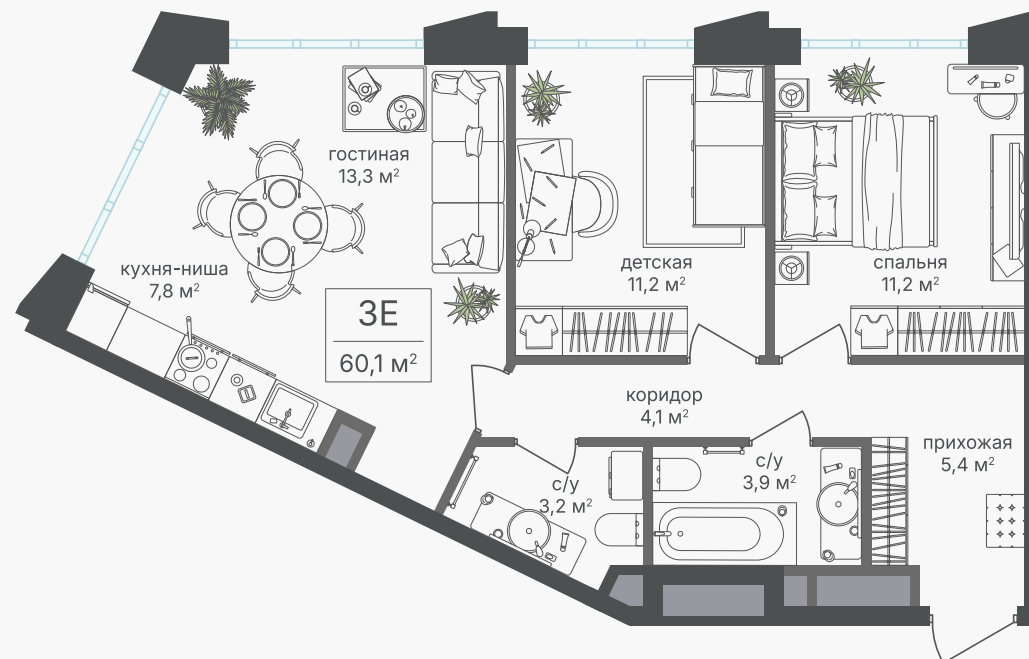 гостиная
13,3 м²
кухня-ниша
7,8 м²
детская
11,2 м²
спальня
11,2 м²
3Е
60,1 м²
коридор
4,1 м²
прихожая
5,4 м²
с/у
3,9 м²
с/у
3,2 м²